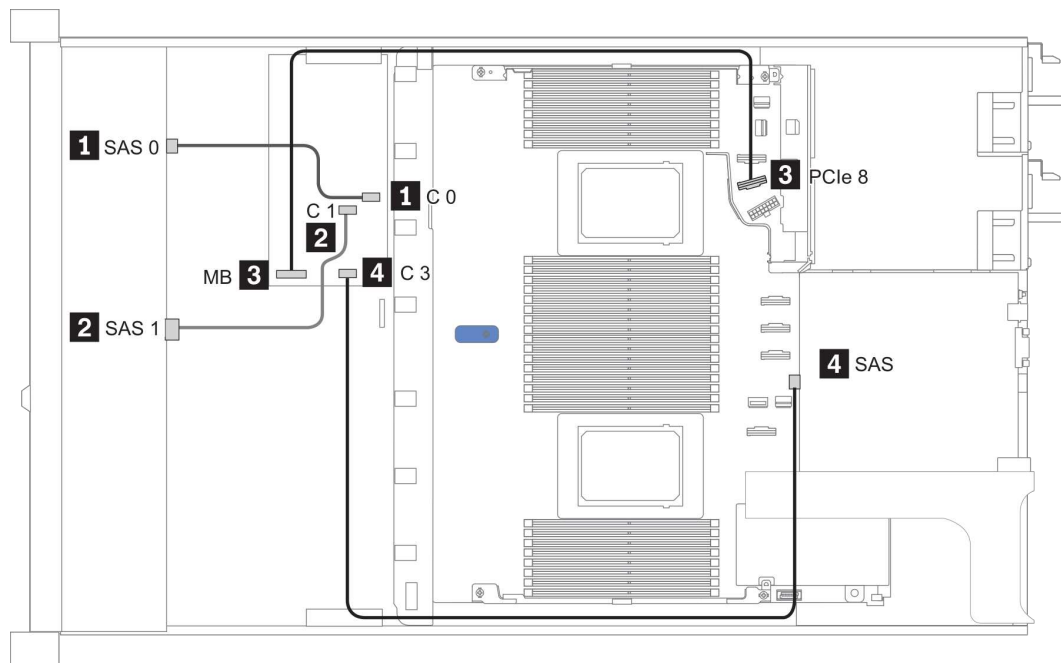 1 SAS 0
1 C 0
C 1
2
3 PCIe 8
MB 3
4 C 3
2 SAS 1
4 SAS